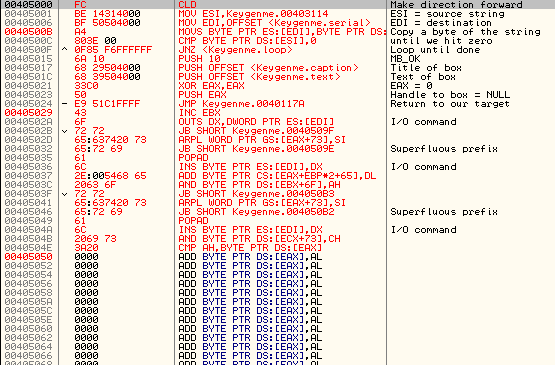 00405000 FC CLD Make direction forward
00405001 BE 14314000 MOV ESI,Keygenme.00403114 ESI = source string
00405006 BF 50504000 MOV EDI,OFFSET <Keygenme.serial> EDI = destination
0040500B A4 MOVS BYTE PTR ES:[EDI],BYTE PTR DS: Copy a byte of the string
0040500C 803E 00 CMP BYTE PTR DS:[ESI],0 until we hit zero
0040500F ^ 0F85 F6FFFFFF JNZ <Keygenme.loop> Loop until done
00405015 6A 10 PUSH 10 MB_OK
00405017 68 29504000 PUSH OFFSET <Keygenme.caption> Title of box
0040501C 68 39504000 PUSH OFFSET <Keygenme.text> Text of box
00405021 33C0 XOR EAX,EAX EAX = 0
00405023 50 PUSH EAX Handle to box = NULL
00405024 - E9 51C1FFFF JMP Keygenme.0040117A Return to our target
00405029 43 INC EBX
0040502A 6F OUTS DX,DWORD PTR ES:[EDI] I/O command
0040502B v 72 72 JB SHORT Keygenme.0040509F
0040502D 65:637420 73 ARPL WORD PTR GS:[EAX+73],SI
00405032 65:72 69 JB SHORT Keygenme.0040509E Superfluous prefix
00405035 61 POPAD
00405036 6C INS BYTE PTR ES:[EDI],DX I/O command
00405037 2E:005468 65 ADD BYTE PTR CS:[EAX+EBP*2+65],DL
0040503C 2063 6F AND BYTE PTR DS:[EBX+6F],AH
0040503F v 72 72 JB SHORT Keygenme.004050B3
00405041 65:637420 73 ARPL WORD PTR GS:[EAX+73],SI
00405046 65:72 69 JB SHORT Keygenme.004050B2 Superfluous prefix
00405049 61 POPAD
0040504A 6C INS BYTE PTR ES:[EDI],DX I/O command
0040504B 2069 73 AND BYTE PTR DS:[ECX+73],CH
0040504E 3A20 CMP AH,BYTE PTR DS:[EAX]
00405050 0000 ADD BYTE PTR DS:[EAX],AL
00405052 0000 ADD BYTE PTR DS:[EAX],AL
00405054 0000 ADD BYTE PTR DS:[EAX],AL
00405056 0000 ADD BYTE PTR DS:[EAX],AL
00405058 0000 ADD BYTE PTR DS:[EAX],AL
0040505A 0000 ADD BYTE PTR DS:[EAX],AL
0040505C 0000 ADD BYTE PTR DS:[EAX],AL
0040505E 0000 ADD BYTE PTR DS:[EAX],AL
00405060 0000 ADD BYTE PTR DS:[EAX],AL
00405062 0000 ADD BYTE PTR DS:[EAX],AL
00405064 0000 ADD BYTE PTR DS:[EAX],AL
00405066 0000 ADD BYTE PTR DS:[EAX],AL
0000 ADD BYTE PTR DS:[EAX],AL